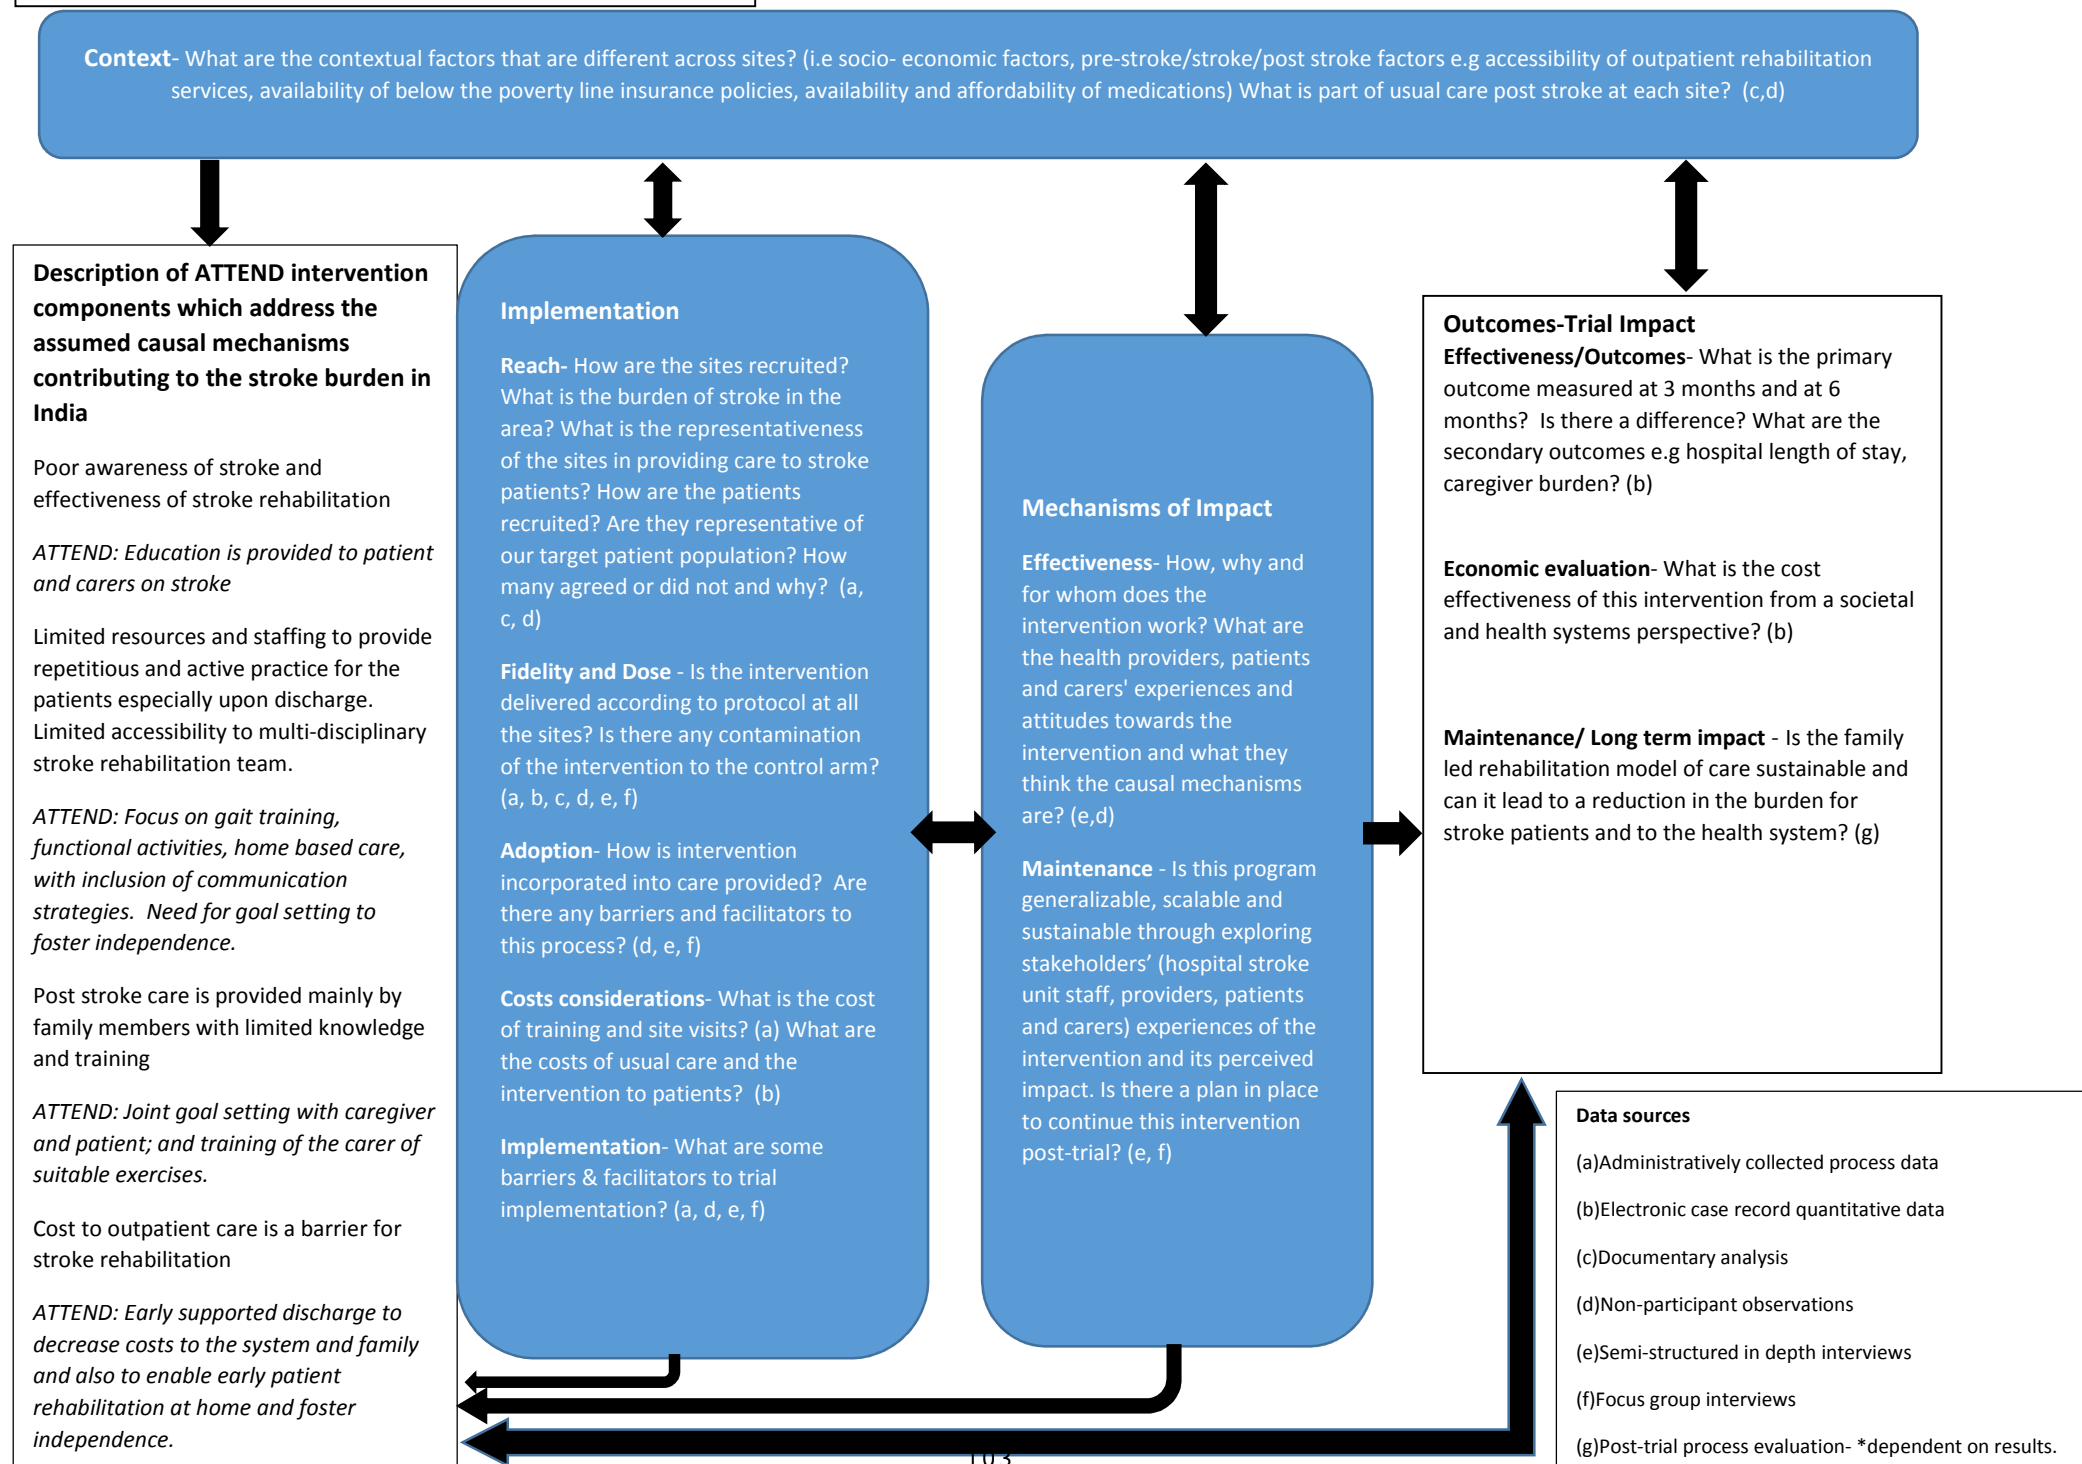 Context- What are the contextual factors that are different across sites? (i.e socio- economic factors, pre-stroke/stroke/post stroke factors e.g accessibility of outpatient rehabilitation
services, availability of below the poverty line insurance policies, availability and affordability of medications) What is part of usual care post stroke at each site?  (c,d)
Description of ATTEND intervention
components which address the
assumed causal mechanisms
contributing to the stroke burden in
India
Poor awareness of stroke and
effectiveness of stroke rehabilitation
ATTEND: Education is provided to patient
and carers on stroke
Limited resources and staffing to provide
repetitious and active practice for the
patients especially upon discharge.
Limited accessibility to multi-disciplinary
stroke rehabilitation team.
ATTEND: Focus on gait training,
functional activities, home based care,
with inclusion of communication
strategies.  Need for goal setting to
foster independence.
Post stroke care is provided mainly by
family members with limited knowledge
and training
ATTEND: Joint goal setting with caregiver
and patient; and training of the carer of
suitable exercises.
Cost to outpatient care is a barrier for
stroke rehabilitation
ATTEND: Early supported discharge to
decrease costs to the system and family
and also to enable early patient
rehabilitation at home and foster
independence.
Implementation
Reach- How are the sites recruited?
What is the burden of stroke in the
area? What is the representativeness
of the sites in providing care to stroke
patients? How are the patients
recruited? Are they representative of
our target patient population? How
many agreed or did not and why?  (a,
c, d)
Fidelity and Dose - Is the intervention
delivered according to protocol at all
the sites? Is there any contamination
of the intervention to the control arm?
(a, b, c, d, e, f)
Adoption- How is intervention
incorporated into care provided?  Are
there any barriers and facilitators to
this process? (d, e, f)
Costs considerations- What is the cost
of training and site visits? (a) What are
the costs of usual care and the
intervention to patients?  (b)
Implementation- What are some
barriers & facilitators to trial
implementation? (a, d, e, f)
Mechanisms of Impact
Effectiveness- How, why and
for whom does the
intervention work? What are
the health providers, patients
and carers' experiences and
attitudes towards the
intervention and what they
think the causal mechanisms
are? (e,d)
Maintenance - Is this program
generalizable, scalable and
sustainable through exploring
stakeholders’ (hospital stroke
unit staff, providers, patients
and carers) experiences of the
intervention and its perceived
impact. Is there a plan in place
to continue this intervention
post-trial? (e, f)
Outcomes-Trial Impact
Effectiveness/Outcomes- What is the primary
outcome measured at 3 months and at 6
months?  Is there a difference? What are the
secondary outcomes e.g hospital length of stay,
caregiver burden? (b)
Economic evaluation- What is the cost
effectiveness of this intervention from a societal
and health systems perspective? (b)
Maintenance/ Long term impact - Is the family
led rehabilitation model of care sustainable and
can it lead to a reduction in the burden for
stroke patients and to the health system? (g)
Data sources
(a)Administratively collected process data
(b)Electronic case record quantitative data
(c)Documentary analysis
(d)Non-participant observations
(e)Semi-structured in depth interviews
(f)Focus group interviews
(g)Post-trial process evaluation- *dependent on results.